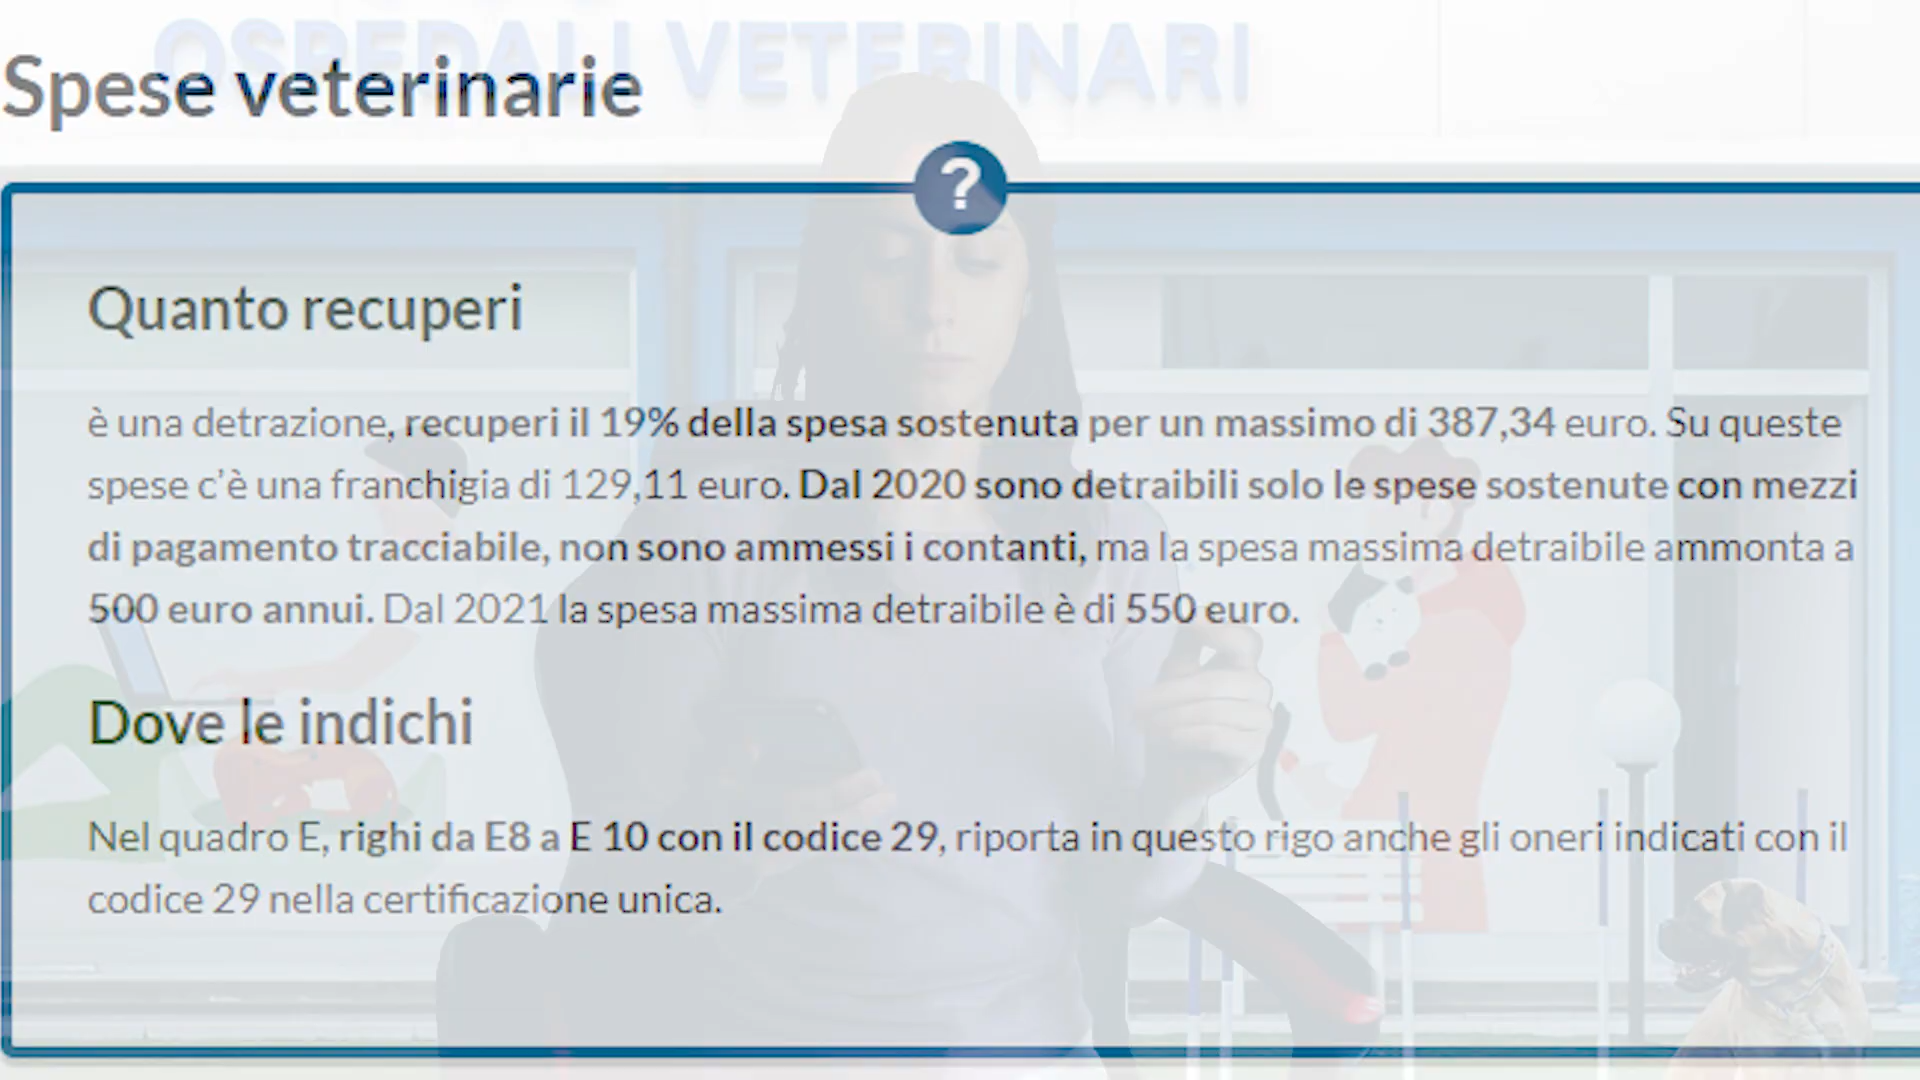 OSPEDALI VETERINARI
Spese veterinarie
?
Quanto recuperi
è una detrazione, recuperi il 19% della spesa sostenuta per un massimo di 387,34 euro. Su queste
spese c'è una franchigia di 129,11 euro. Dal 2020 sono detraibili solo le spese sostenute con mezzi
di pagamento tracciabile, non sono ammessi i contanti, ma la spesa massima detraibile ammonta a
500 euro annui. Dal 2021 la spesa massima detraibile è di 550 euro.
Dove le indichi
Nel quadro E, righi da E8 a E 10 con il codice 29, riporta in questo rigo anche gli oneri indicati con il
codice 29 nella certificazione unica.